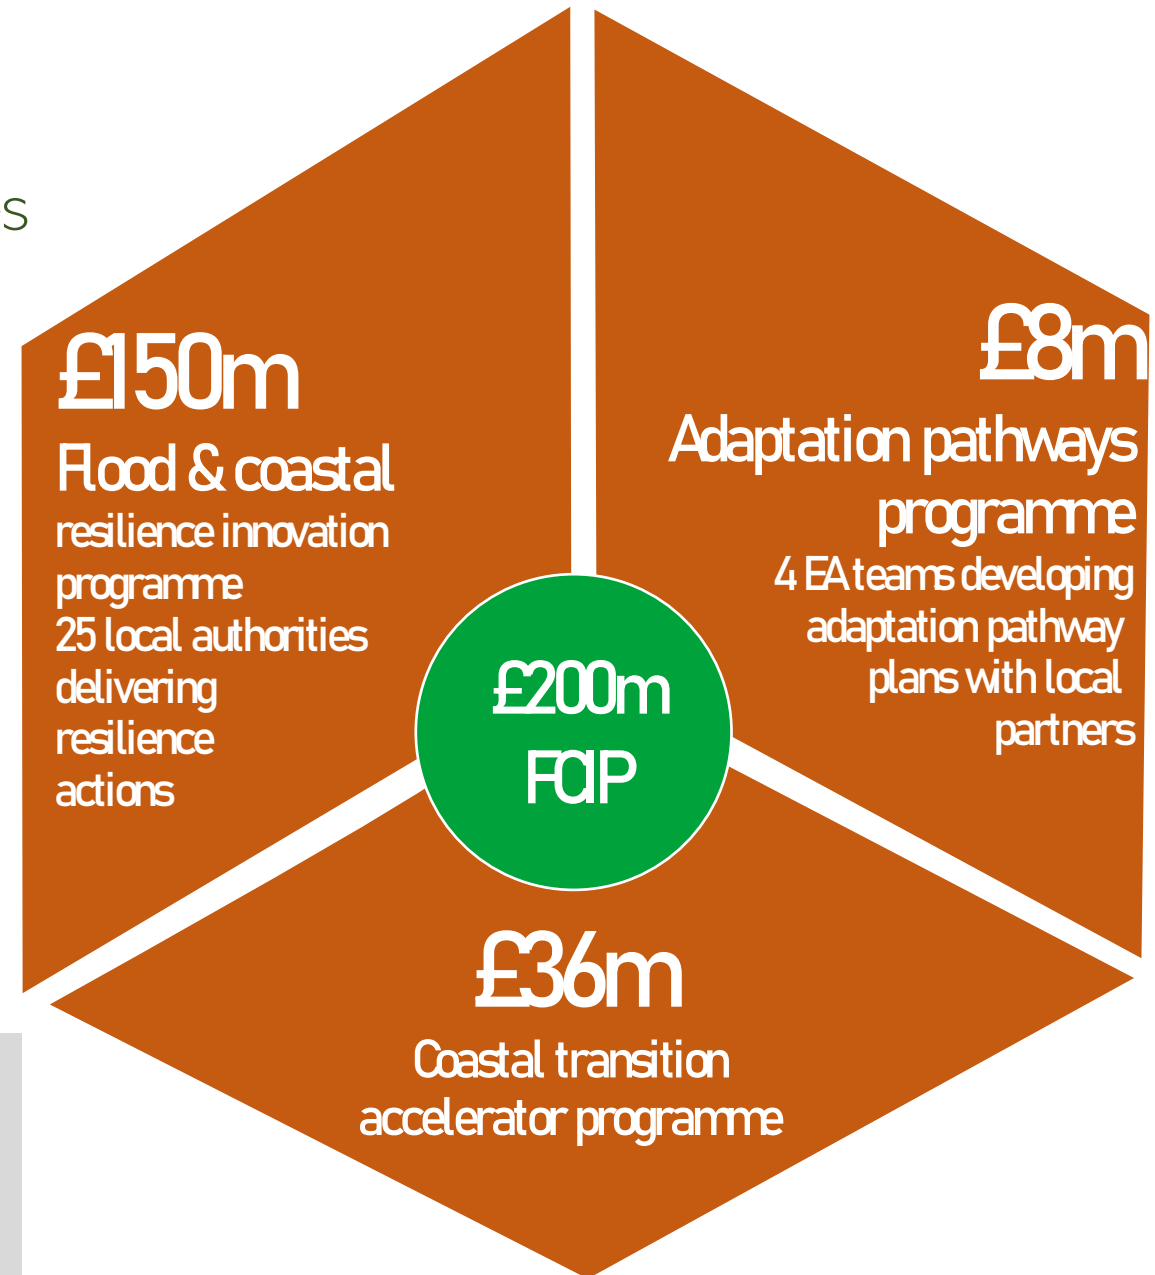 s
£150m
Flood & coastal
resilience innovation
programme
25 local authorities
delivering
resilience
actions
£8m
Adaptation pathways
programme
4 EA teams developing
adaptation pathway
plans with local
partners
£200m
FCIP
£36m
Coastal transition
accelerator programme